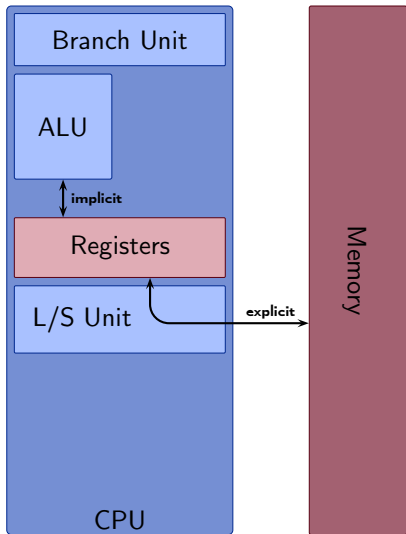 Branch Unit
ALU
implicit
Registers
L/S Unit
explicit
Memory
CPU